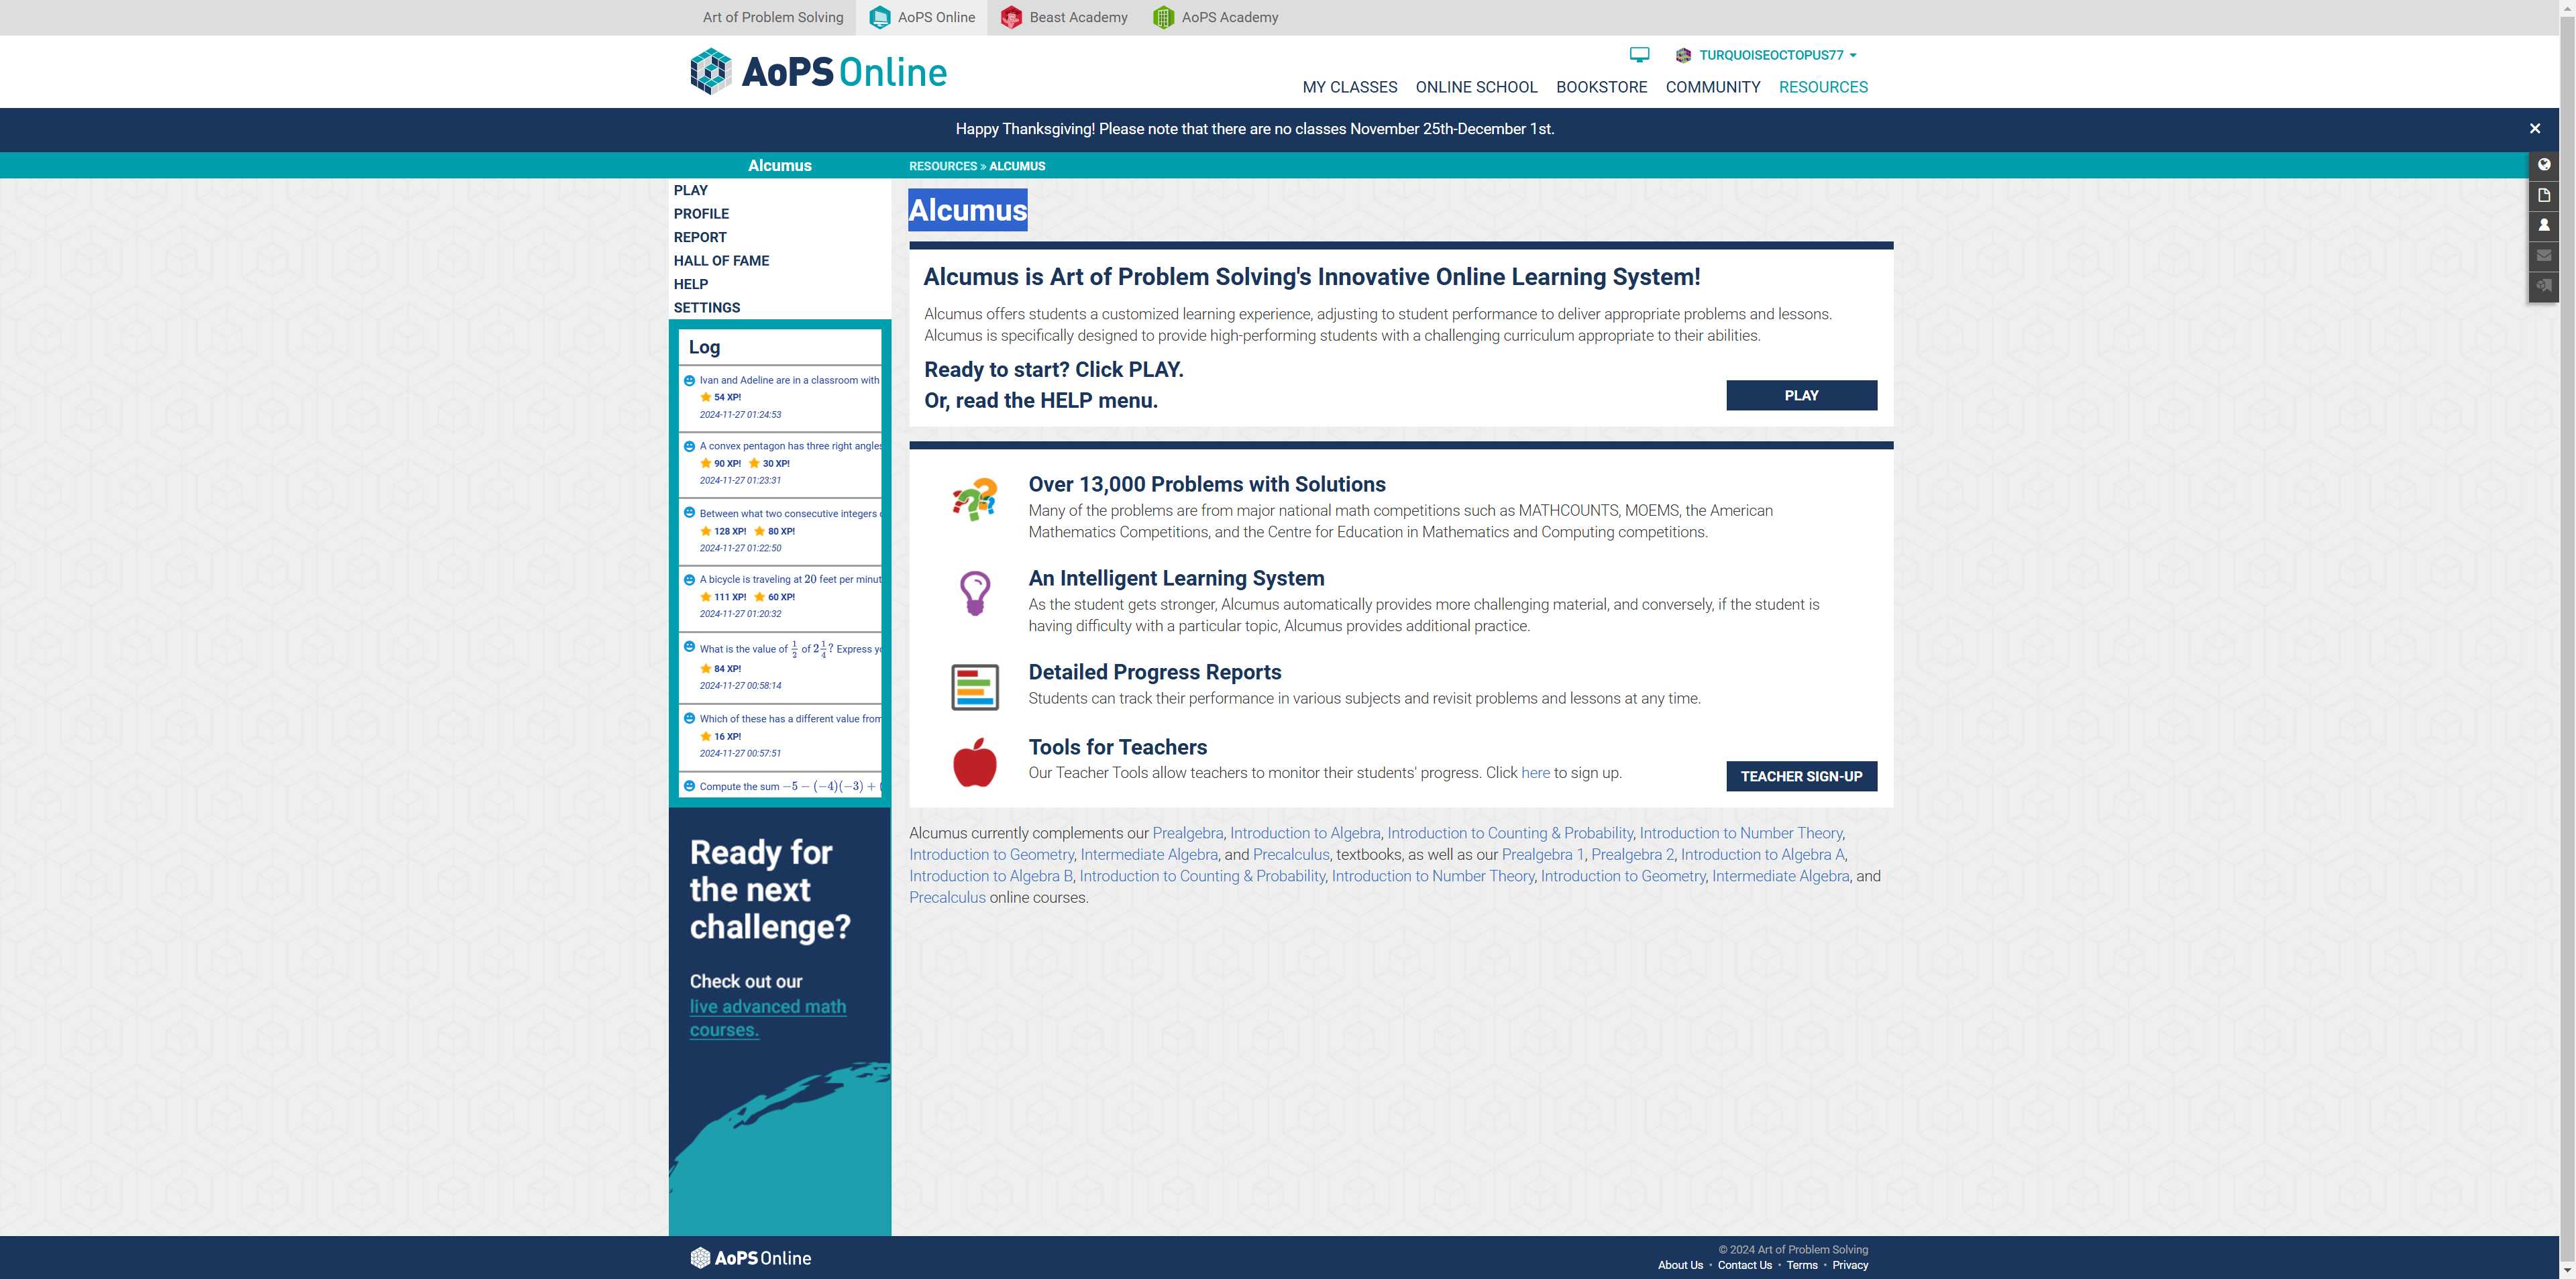 Art of Problem Solving
AoPS Online
Beast Academy
AoPS Academy
AoPS Online
TURQUOISEOCTOPUS77
MY CLASSES
ONLINE SCHOOL
BOOKSTORE
COMMUNITY
RESOURCES
Happy Thanksgiving! Please note that there are no classes November 25th-December 1st.
Alcumus
RESOURCES » ALCUMUS
PLAY
PROFILE
REPORT
HALL OF FAME
HELP
SETTINGS
Log
Ivan and Adeline are in a classroom with
54 XP!
2024-11-27 01:24:53
A convex pentagon has three right angles
90 XP! 30 XP!
2024-11-27 01:23:31
Between what two consecutive integers
128 XP! 80 XP!
2024-11-27 01:22:50
A bicycle is traveling at 20 feet per minut
111 XP! 60 XP!
2024-11-27 01:20:32
What is the value of 1/2 of 2 1/4? Express
84 XP!
2024-11-27 00:58:14
Which of these has a different value from
16 XP!
2024-11-27 00:57:51
Compute the sum −5 − (−4)(−3) + (
Ready for
the next
challenge?
Check out our
live advanced math
courses.
Alcumus
Alcumus is Art of Problem Solving's Innovative Online Learning System!
Alcumus offers students a customized learning experience, adjusting to student performance to deliver appropriate problems and lessons.
Alcumus is specifically designed to provide high-performing students with a challenging curriculum appropriate to their abilities.
Ready to start? Click PLAY.
Or, read the HELP menu.
PLAY
Over 13,000 Problems with Solutions
Many of the problems are from major national math competitions such as MATHCOUNTS, MOEMS, the American
Mathematics Competitions, and the Centre for Education in Mathematics and Computing competitions.
An Intelligent Learning System
As the student gets stronger, Alcumus automatically provides more challenging material, and conversely, if the student is
having difficulty with a particular topic, Alcumus provides additional practice.
Detailed Progress Reports
Students can track their performance in various subjects and revisit problems and lessons at any time.
Tools for Teachers
Our Teacher Tools allow teachers to monitor their students' progress. Click here to sign up.
TEACHER SIGN-UP
Alcumus currently complements our Prealgebra, Introduction to Algebra, Introduction to Counting & Probability, Introduction to Number Theory,
Introduction to Geometry, Intermediate Algebra, and Precalculus, textbooks, as well as our Prealgebra 1, Prealgebra 2, Introduction to Algebra A,
Introduction to Algebra B, Introduction to Counting & Probability, Introduction to Number Theory, Introduction to Geometry, Intermediate Algebra, and
Precalculus online courses.
AoPS Online
© 2024 Art of Problem Solving
About Us • Contact Us • Terms • Privacy